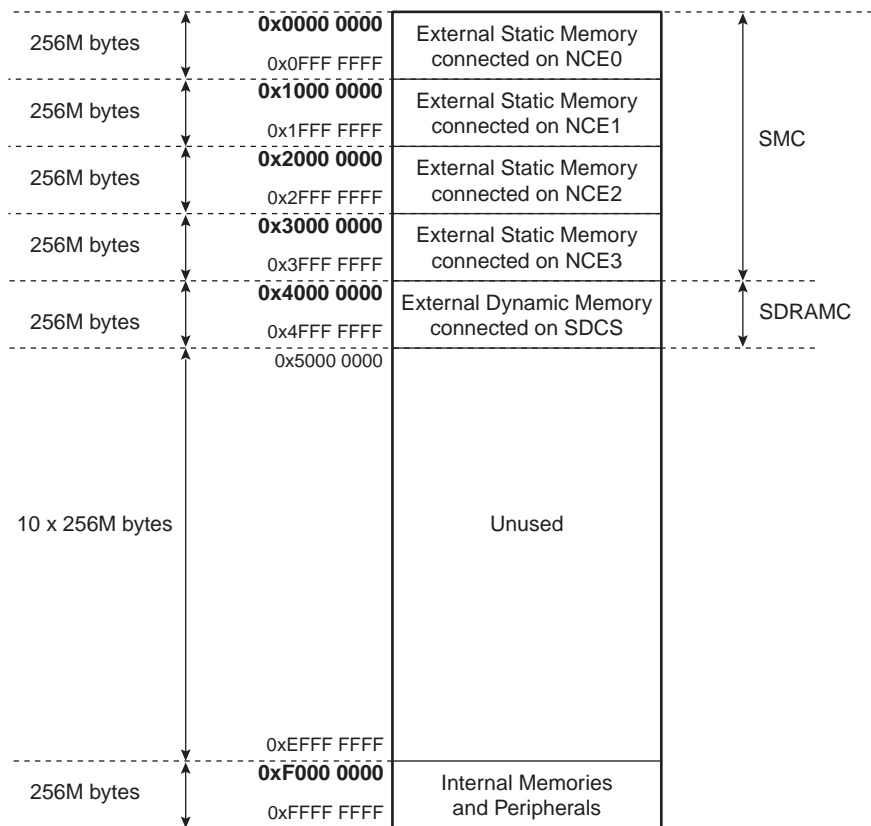 256M bytes
0x0000 0000
0x0FFF FFFF
External Static Memory
connected on NCE0
256M bytes
0x1000 0000
0x1FFF FFFF
External Static Memory
connected on NCE1
SMC
256M bytes
0x2000 0000
0x2FFF FFFF
External Static Memory
connected on NCE2
256M bytes
0x3000 0000
0x3FFF FFFF
External Static Memory
connected on NCE3
256M bytes
0x4000 0000
0x4FFF FFFF
External Dynamic Memory
connected on SDCS
SDRAMC
0x5000 0000
10 x 256M bytes
Unused
0xEFFF FFFF
256M bytes
0xF000 0000
0xFFFF FFFF
Internal Memories
and Peripherals